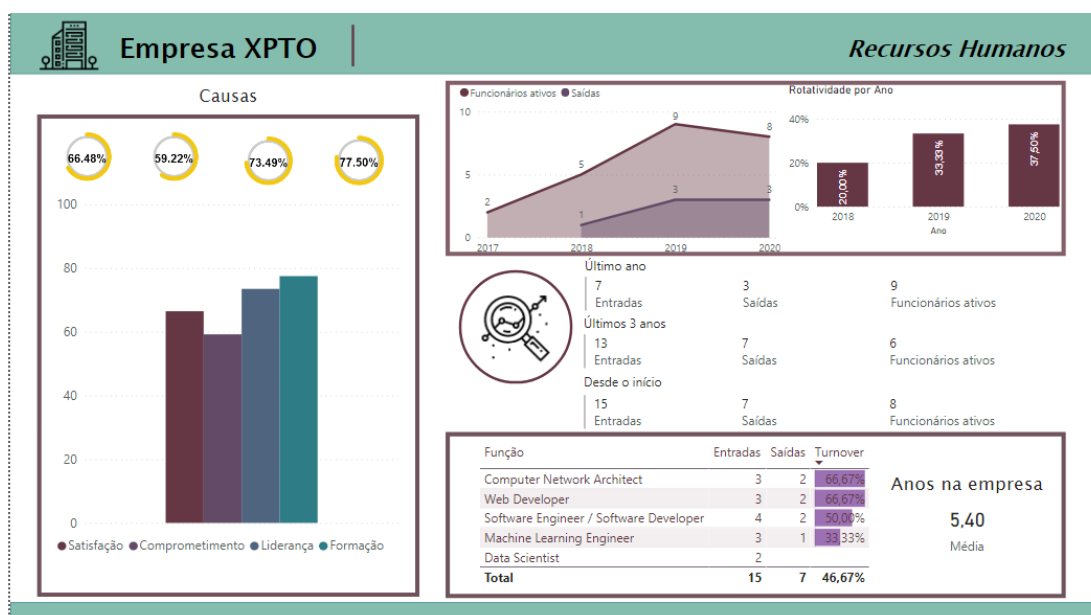 Empresa XPTO
Recursos Humanos
Causas
66.48% 59.22% 73.49% 77.50%
100
80
60
40
20
0
Satisfação Comprometimento Liderança Formação
Funcionários ativos Saídas
10
5
0
2 5 9 8
1 3 3
2017 2018 2019 2020
Rotatividade por Ano
40%
20%
0%
20,00% 33,33% 37,50%
2018 2019 2020
Ano
Último ano
7 3 9
Entradas Saídas Funcionários ativos
Últimos 3 anos
13 7 6
Entradas Saídas Funcionários ativos
Desde o início
15 7 8
Entradas Saídas Funcionários ativos
Função Entradas Saídas Turnover
Computer Network Architect 3 2 66,67%
Web Developer 3 2 66,67%
Software Engineer / Software Developer 4 2 50,00%
Machine Learning Engineer 3 1 33,33%
Data Scientist 2
Total 15 7 46,67%
Anos na empresa
5,40
Média